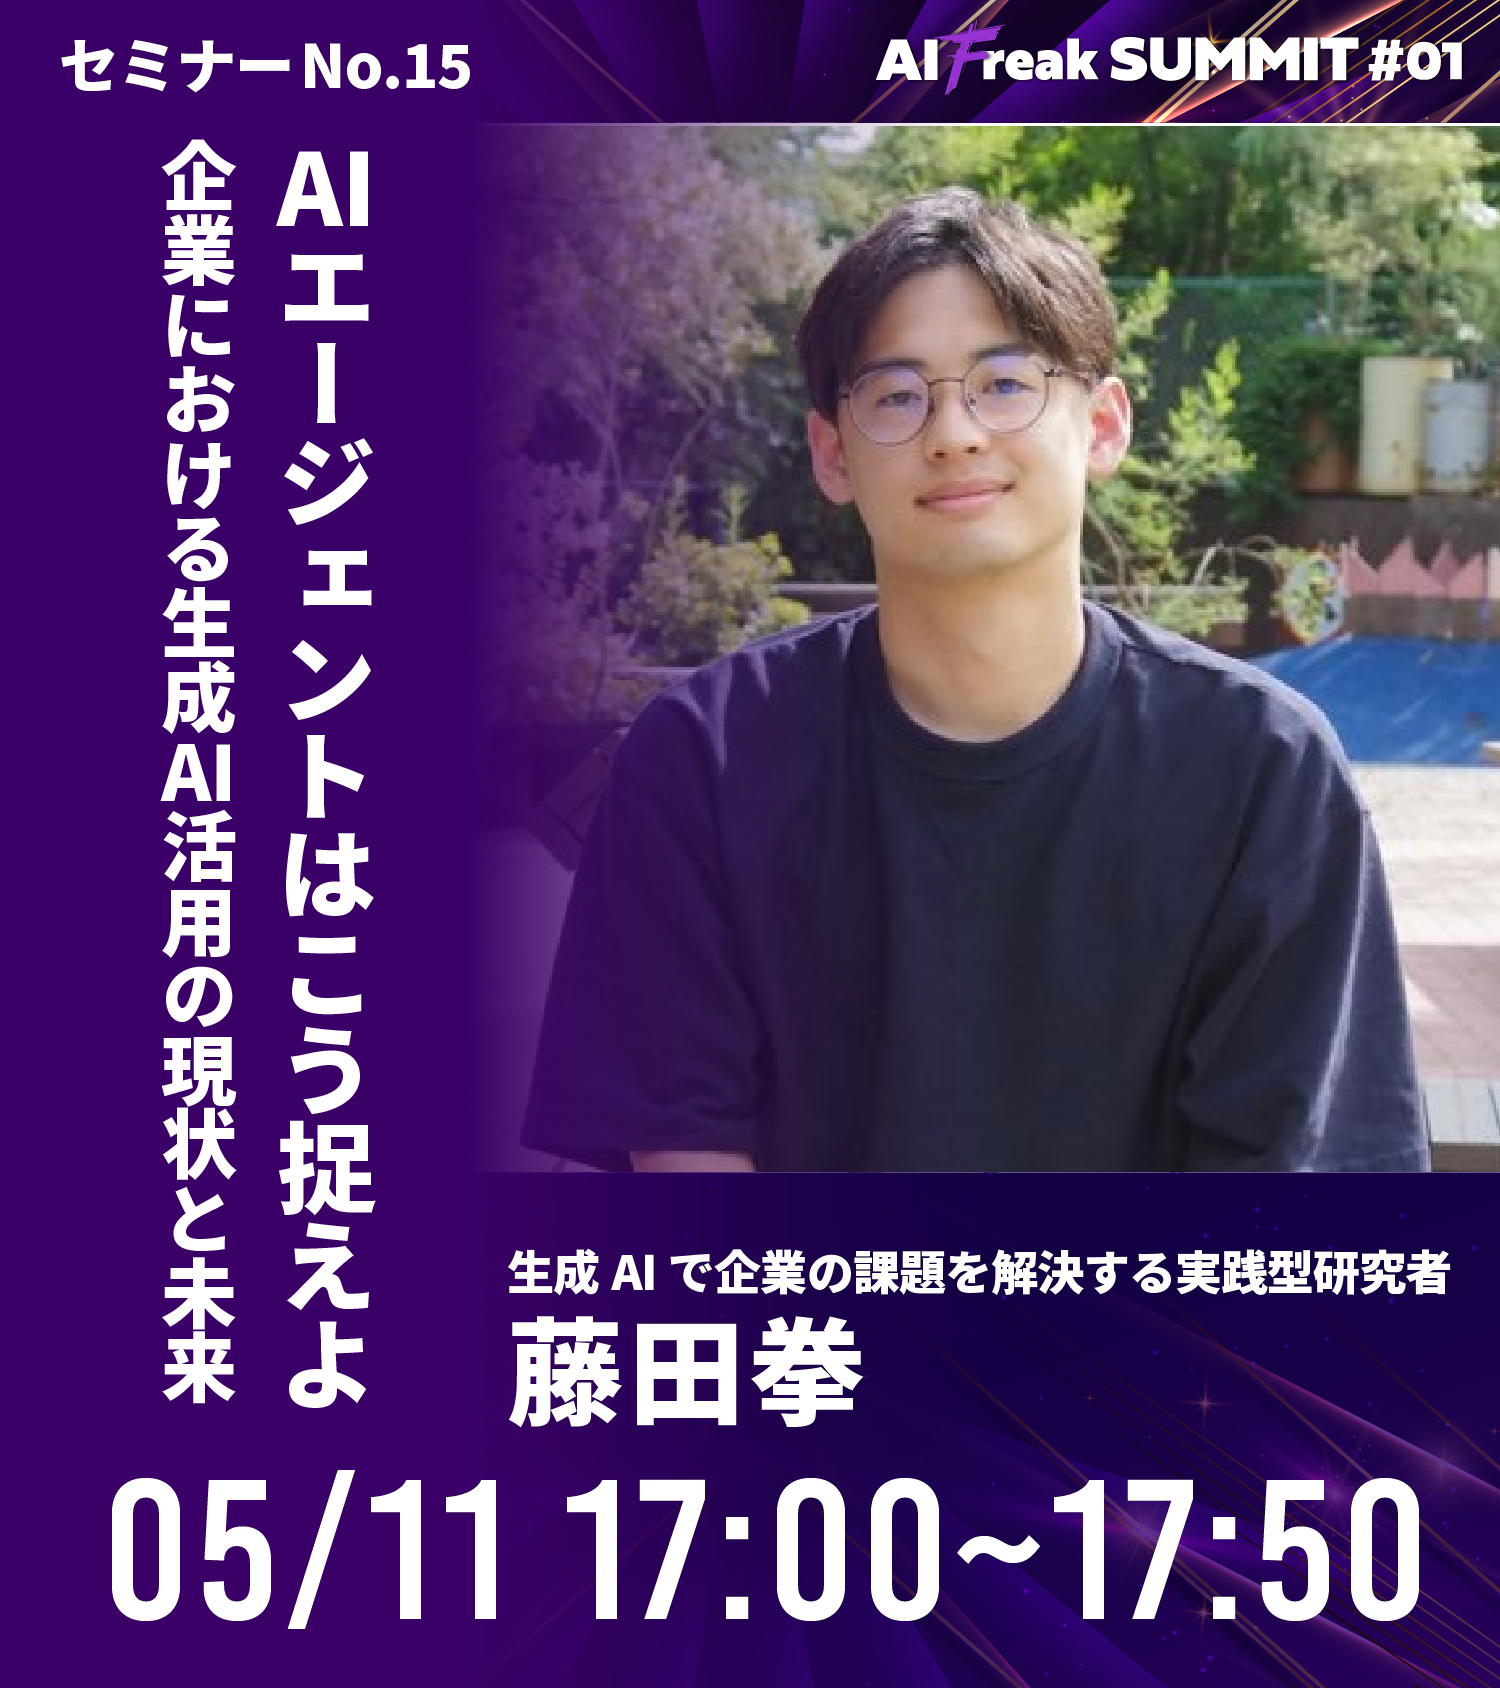 セミナーNo.15
AI Freak SUMMIT #01
AIエージェントはこう捉えよ
企業における生成AI活用の現状と未来
生成 AI で企業の課題を解決する実践型研究者
藤田拳
05/11 17:00~17:50